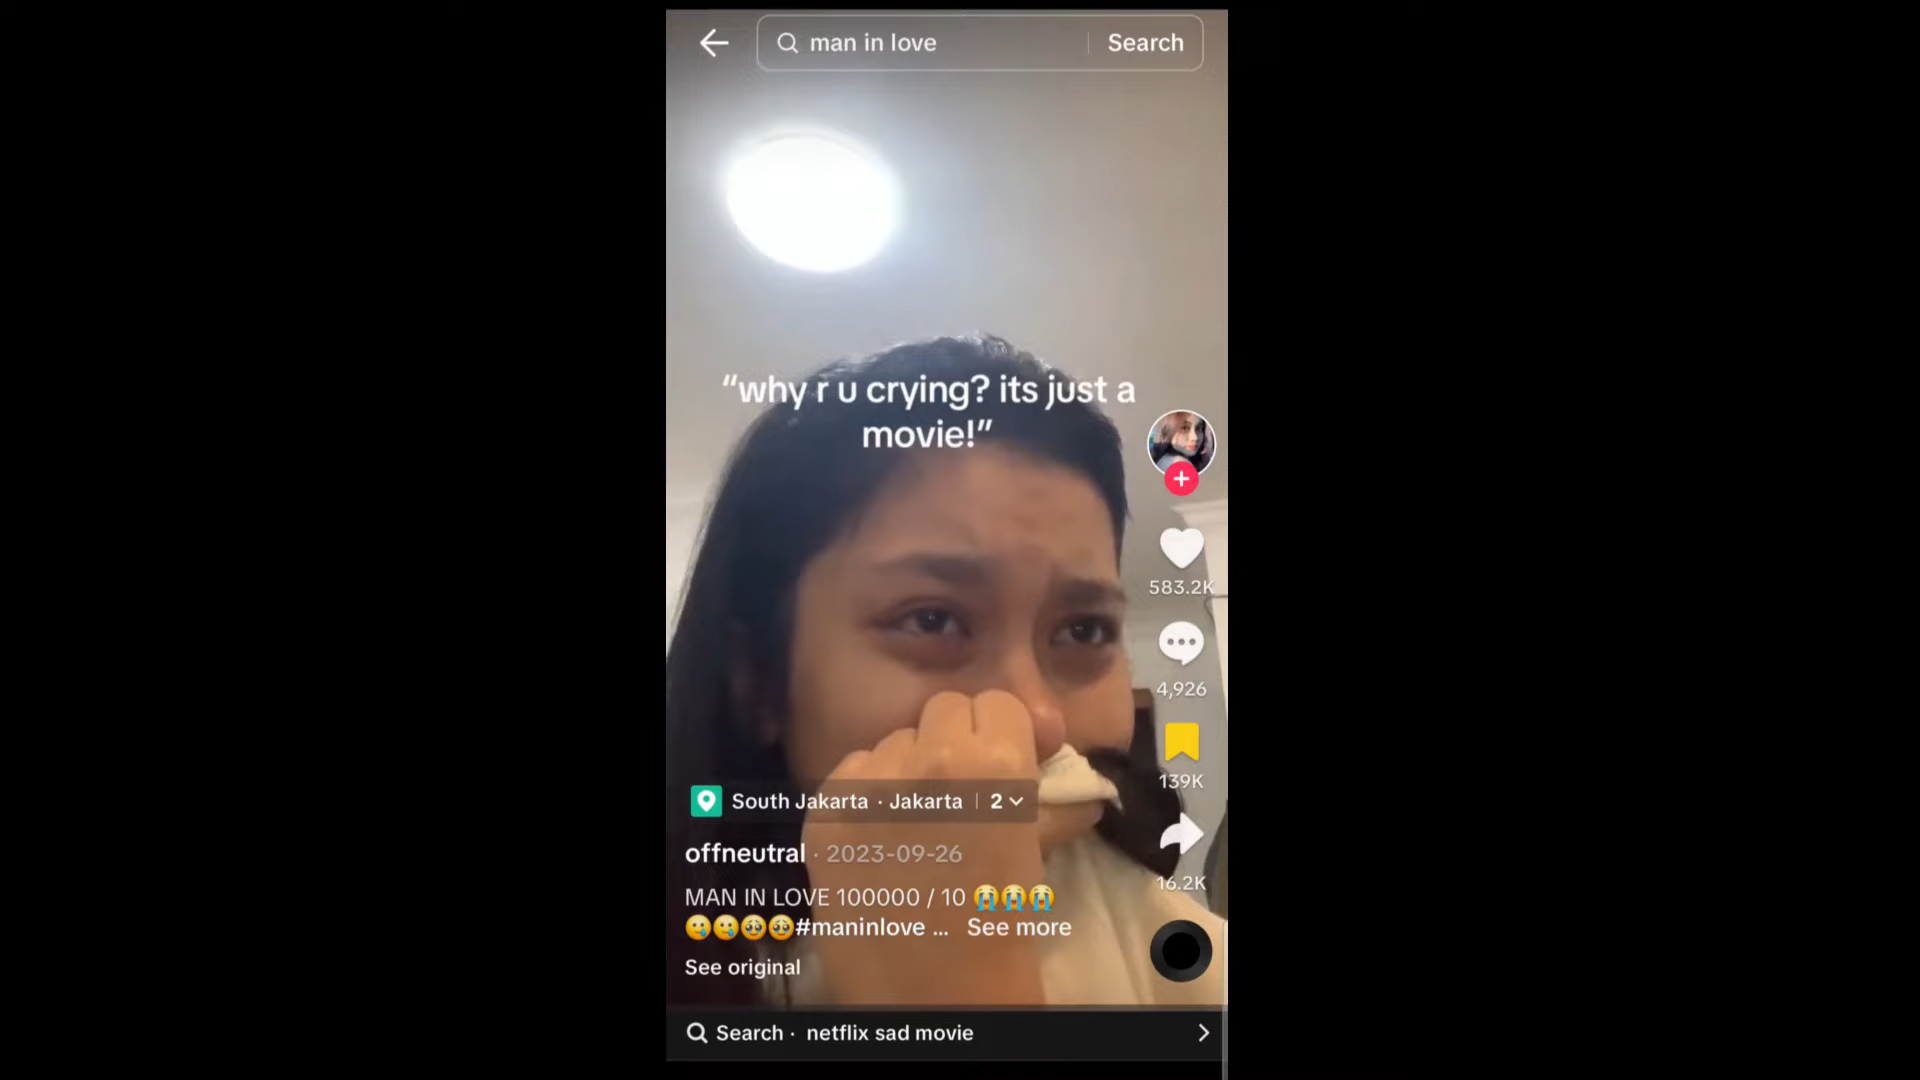 man in love
Search
“why r u crying? its just a
movie!”
583.2K
4,926
139K
16.2K
South Jakarta · Jakarta | 2
offneutral · 2023-09-26
MAN IN LOVE 100000 / 10 😭😭😭
🥲🥲🥹🥹#maninlove ... See more
See original
Search · netflix sad movie